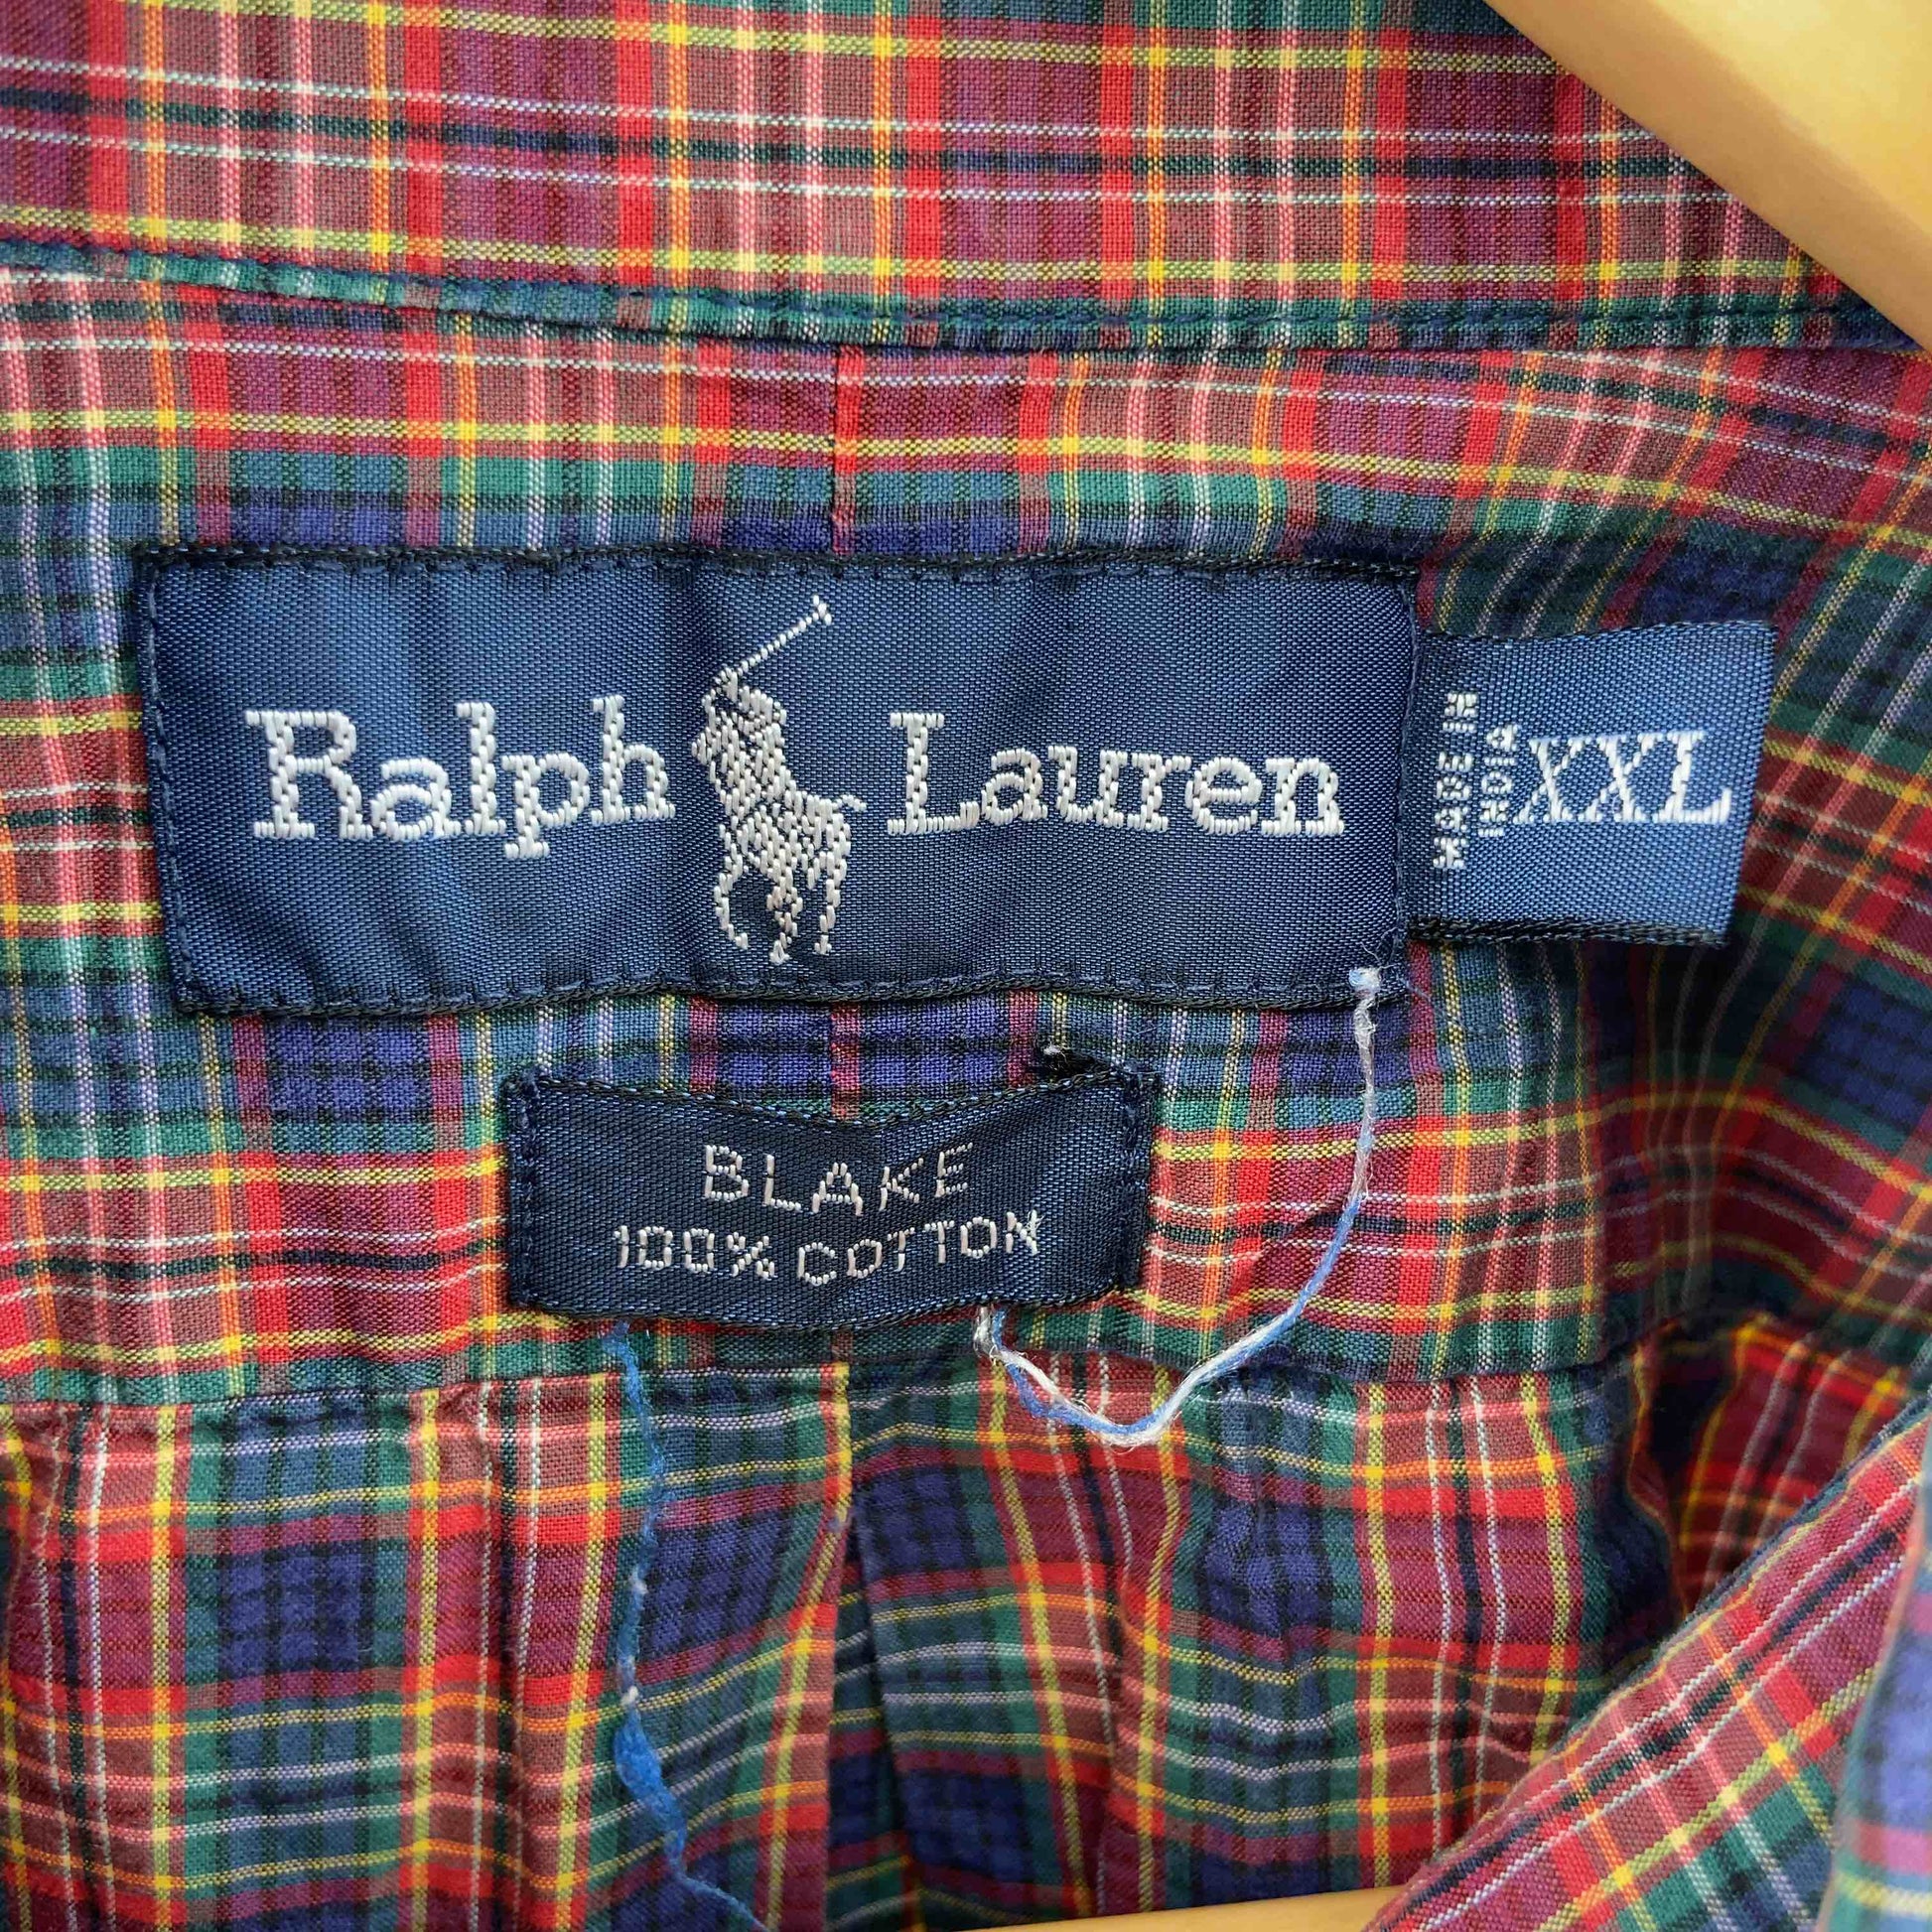 Ralph Lauren
MADE IN
INDIA
XXL
BLAKE
100% COTTON